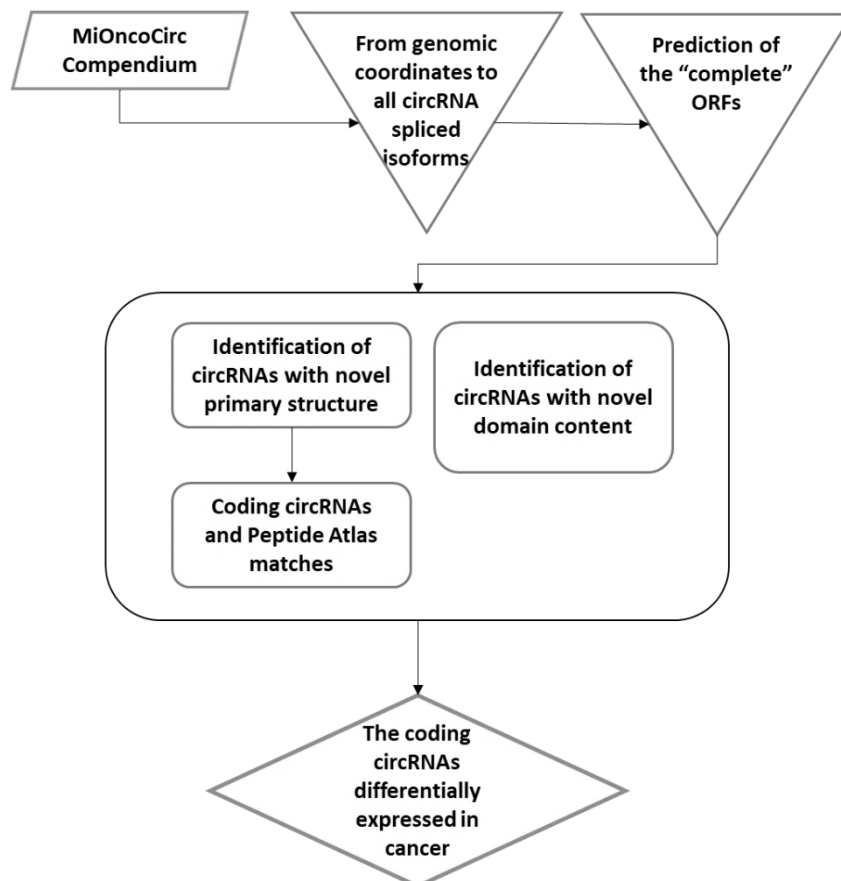 MiOncoCirc
Compendium
From genomic
coordinates to
all circRNA
spliced
isoforms
Prediction of
the “complete”
ORFs
Identification of
circRNAs with novel
primary structure
Identification of
circRNAs with novel
domain content
Coding circRNAs
and Peptide Atlas
matches
The coding
circRNAs
differentially
expressed in
cancer